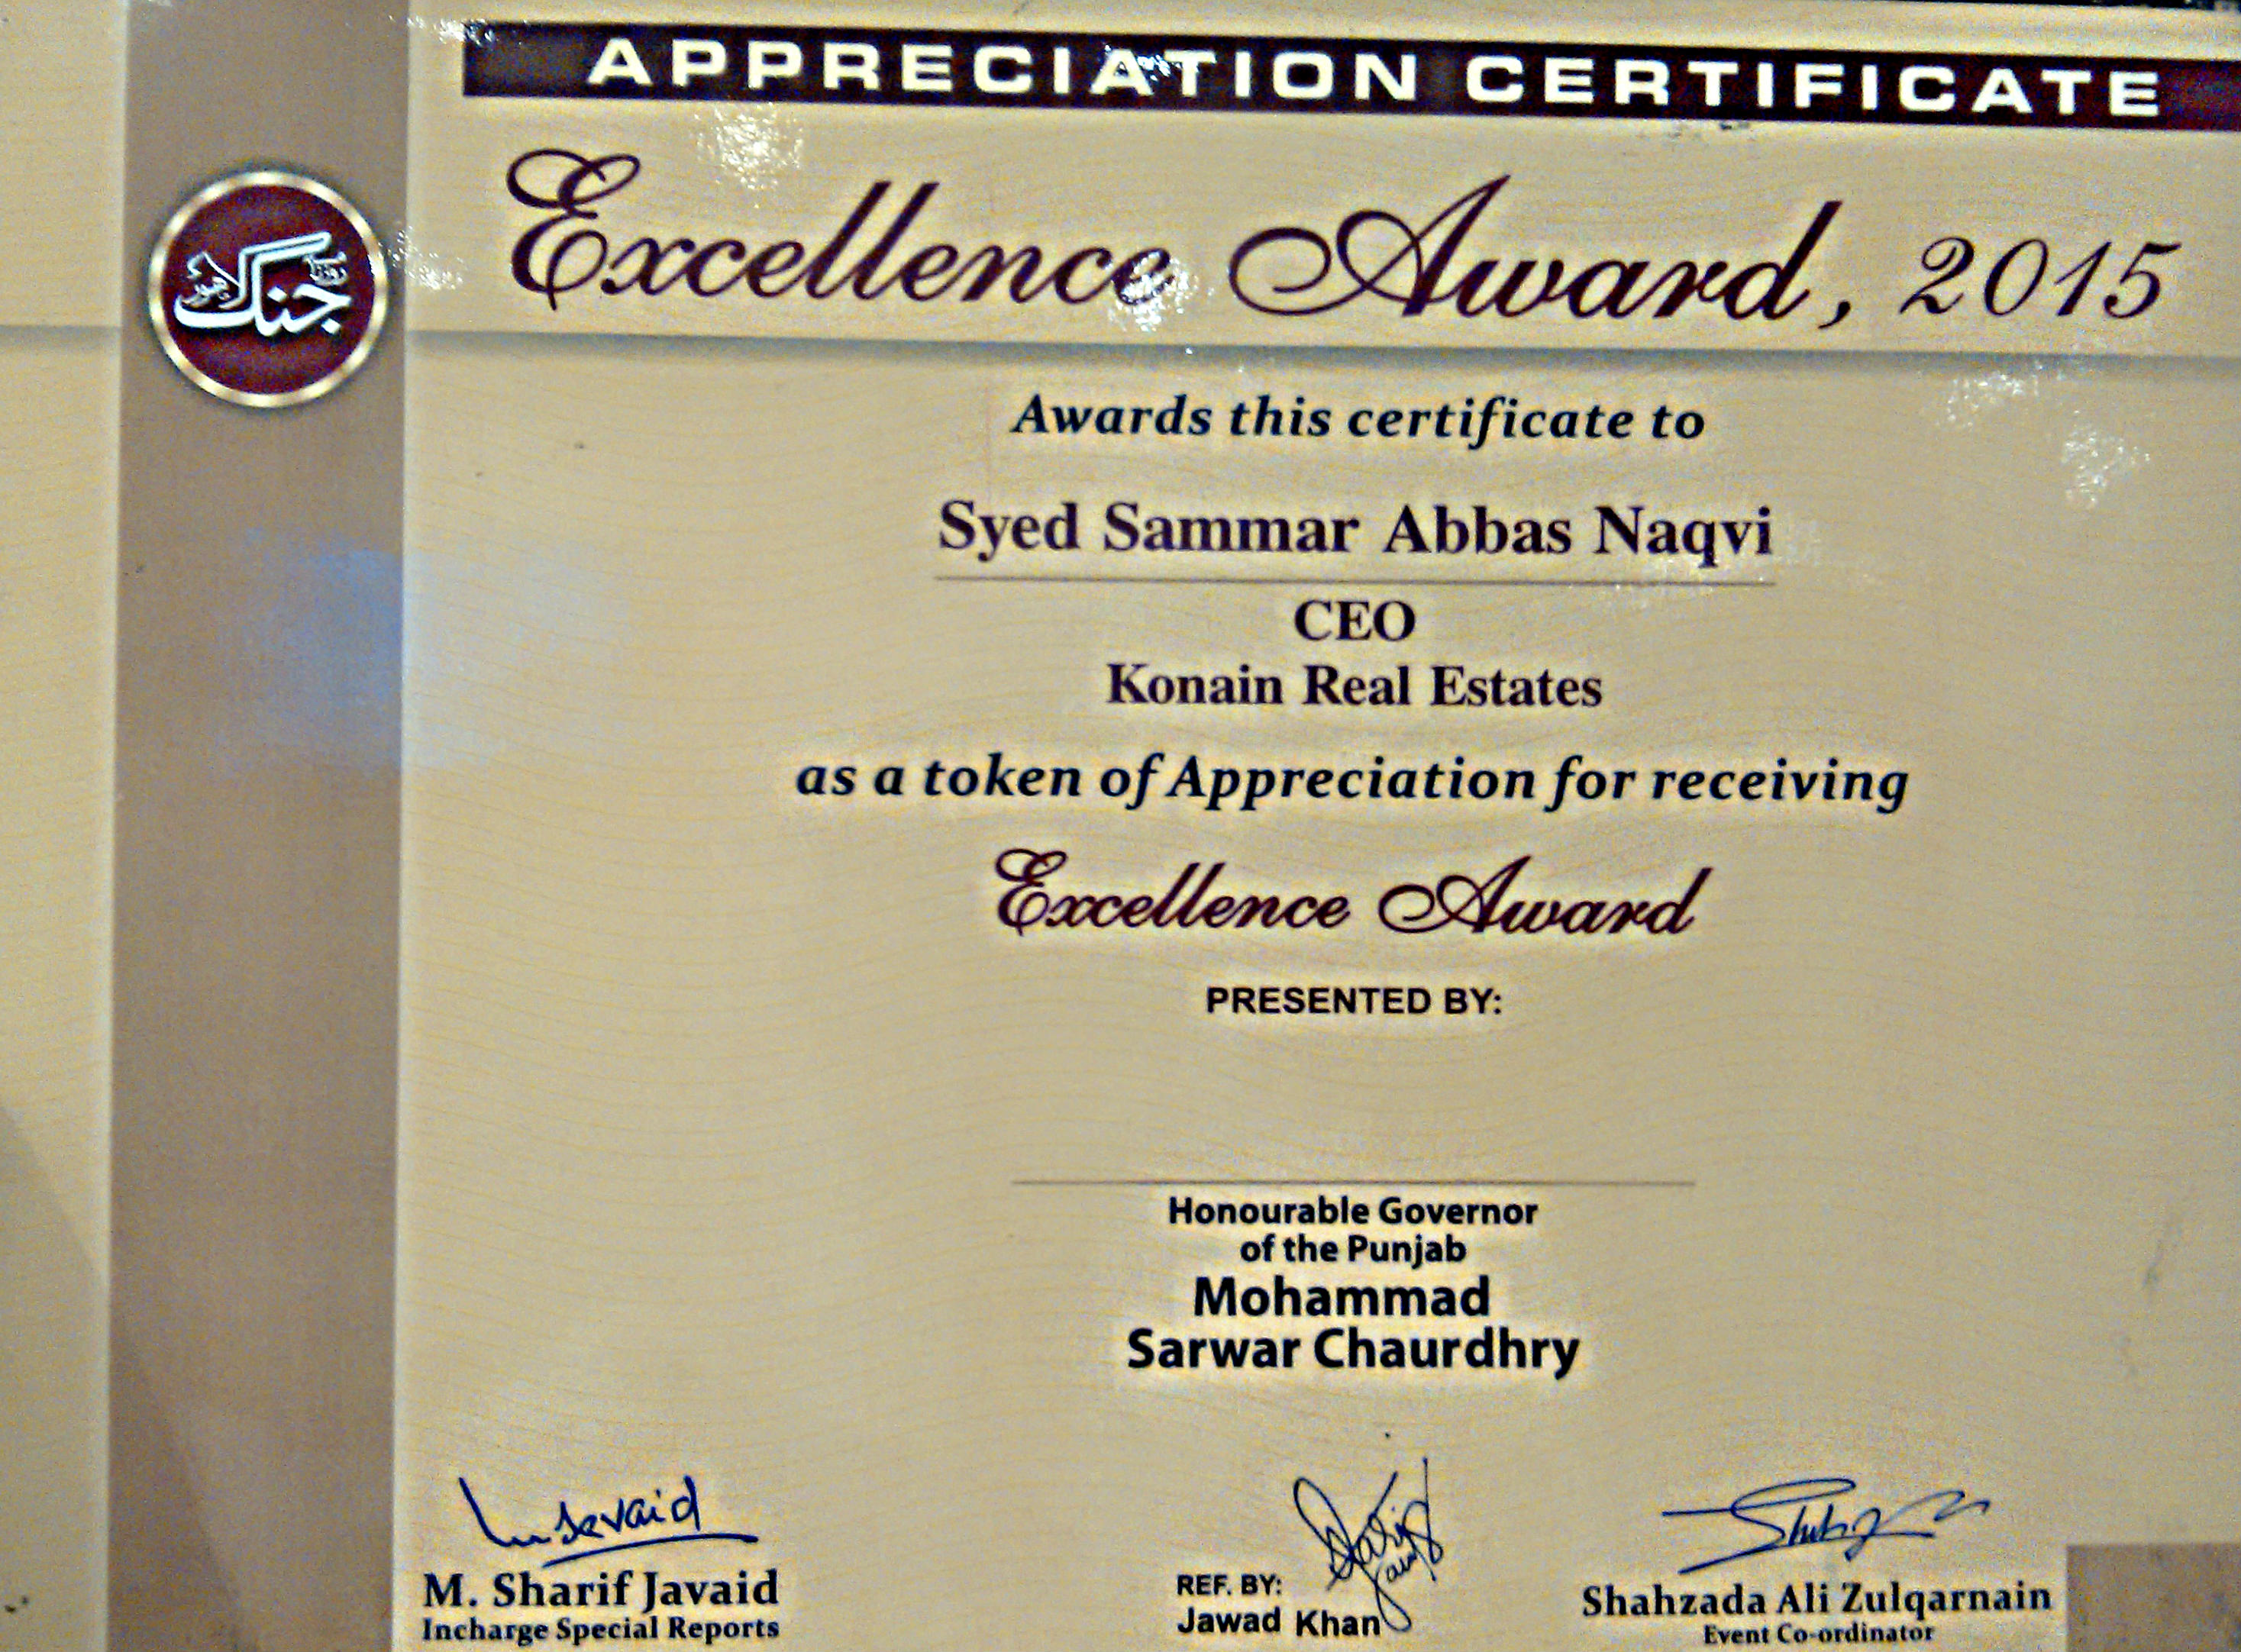 APPRECIATION CERTIFICATE
Excellence Award, 2015
جنگ لاہور
Awards this certificate to
Syed Sammar Abbas Naqvi
CEO
Konain Real Estates
as a token of Appreciation for receiving
Excellence Award
PRESENTED BY:
Honourable Governor
of the Punjab
Mohammad
Sarwar Chaurdhry
M. Sharif Javaid
Incharge Special Reports
REF. BY:
Jawad Khan
Shahzada Ali Zulqarnain
Event Co-ordinator